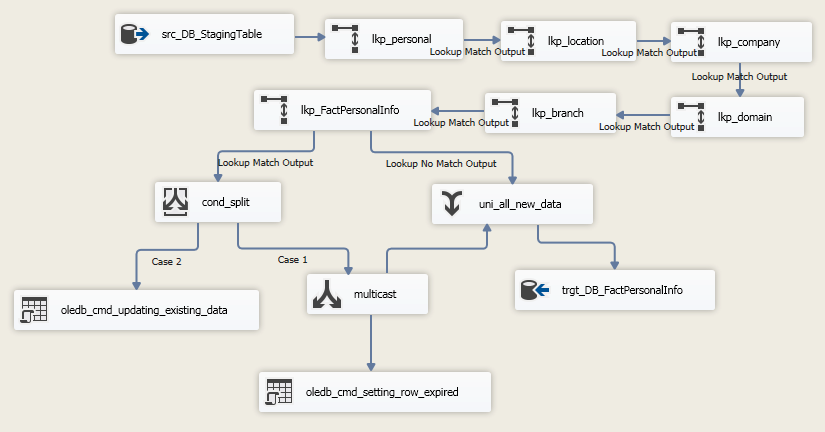 src_DB_StagingTable
lkp_personal
Lookup Match Output
lkp_location
Lookup Match Output
lkp_company
Lookup Match Output
lkp_domain
Lookup Match Output
lkp_branch
Lookup Match Output
lkp_FactPersonalInfo
Lookup Match Output
Lookup No Match Output
cond_split
uni_all_new_data
Case 2
Case 1
oledb_cmd_updating_existing_data
multicast
trgt_DB_FactPersonalInfo
oledb_cmd_setting_row_expired